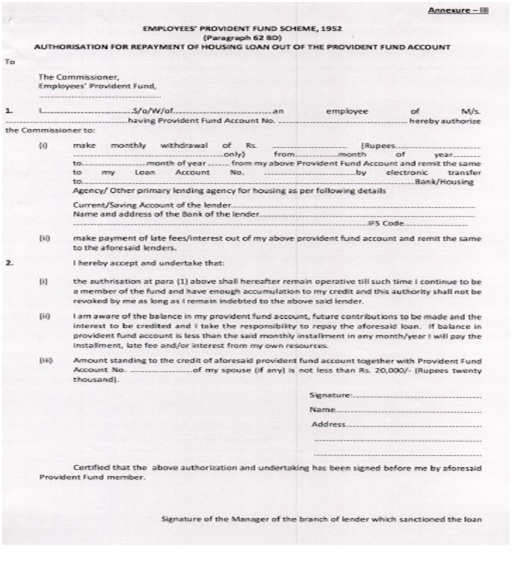 Annexure – III
EMPLOYEES' PROVIDENT FUND SCHEME, 1952
(Paragraph 62 BD)
AUTHORISATION FOR REPAYMENT OF HOUSING LOAN OUT OF THE PROVIDENT FUND ACCOUNT
To
The Commissioner,
Employees' Provident Fund,
..............................
1. I..............................S/o/W/of..............................an employee of M/s.
..............................having Provident Fund Account No. .............................. hereby authorize
the Commissioner to:
(i) make monthly withdrawal of Rs. .................... (Rupees....................
..............................only) from..........month of year..........
to....................month of year.......from my above Provident Fund Account and remit the same
to my Loan Account No. ....................by electronic transfer
to............................................................Bank/Housing
Agency/ Other primary lending agency for housing as per following details
Current/Saving Account of the lender..............................
Name and address of the Bank of the lender..............................
............................................................IFS Code....................
(ii) make payment of late fees/interest out of my above provident fund account and remit the same
to the aforesaid lenders.
2. I hereby accept and undertake that:
(i) the authrisation at para (1) above shall hereafter remain operative till such time I continue to be
a member of the fund and have enough accumulation to my credit and this authority shall not be
revoked by me as long as I remain indebted to the above said lender.
(ii) I am aware of the balance in my provident fund account, future contributions to be made and the
interest to be credited and I take the responsibility to repay the aforesaid loan. If balance in
provident fund account is less than the said monthly installment in any month/year I will pay the
installment, late fee and/or interest from my own resources.
(iii) Amount standing to the credit of aforesaid provident fund account together with Provident Fund
Account No. ....................of my spouse (if any) is not less than Rs. 20,000/- (Rupees twenty
thousand).
Signature:..............................
Name..............................
Address..............................
..............................
..............................
Certified that the above authorization and undertaking has been signed before me by aforesaid
Provident Fund member.
Signature of the Manager of the branch of lender which sanctioned the loan